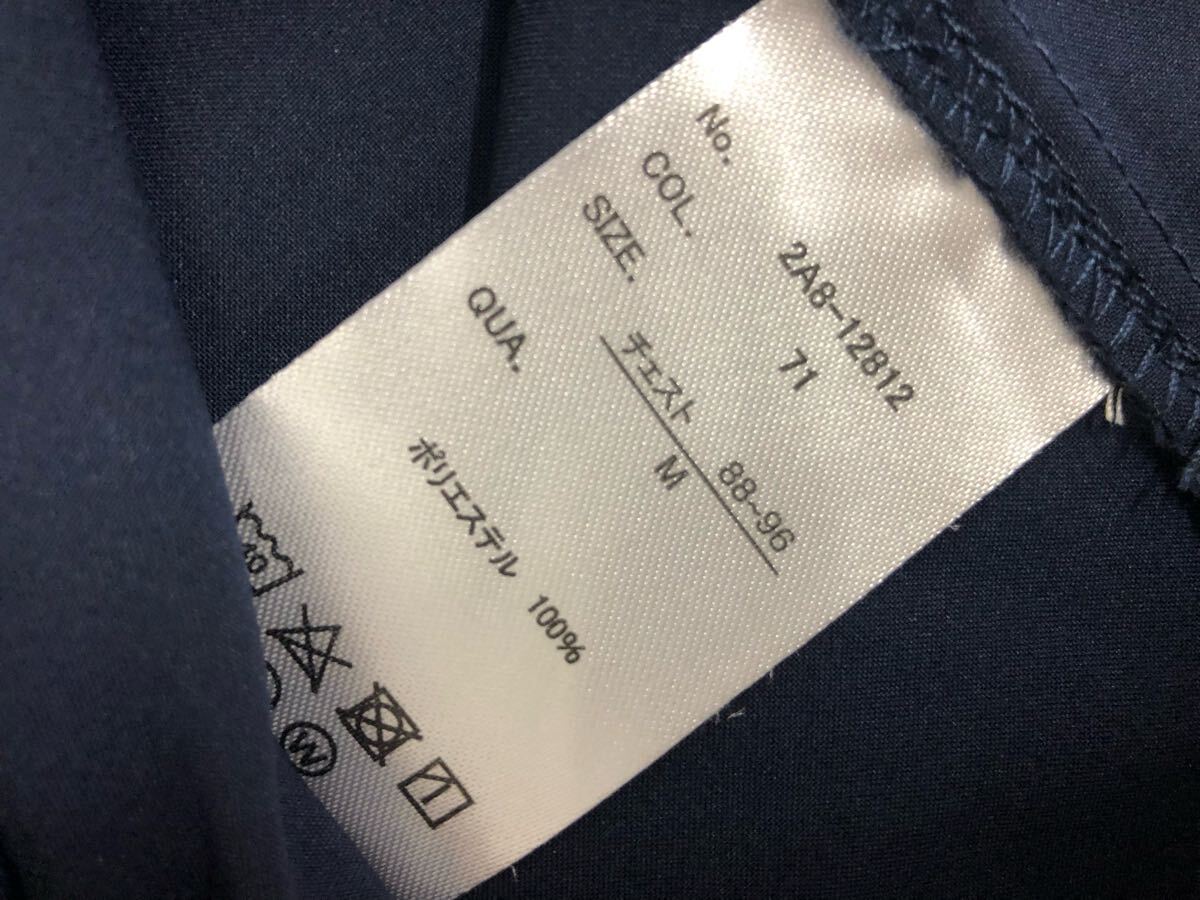 No. 2A8-12812
COL. 71
SIZE. チェスト 88~96
M
QUA.
ポリエステル 100%
40
W